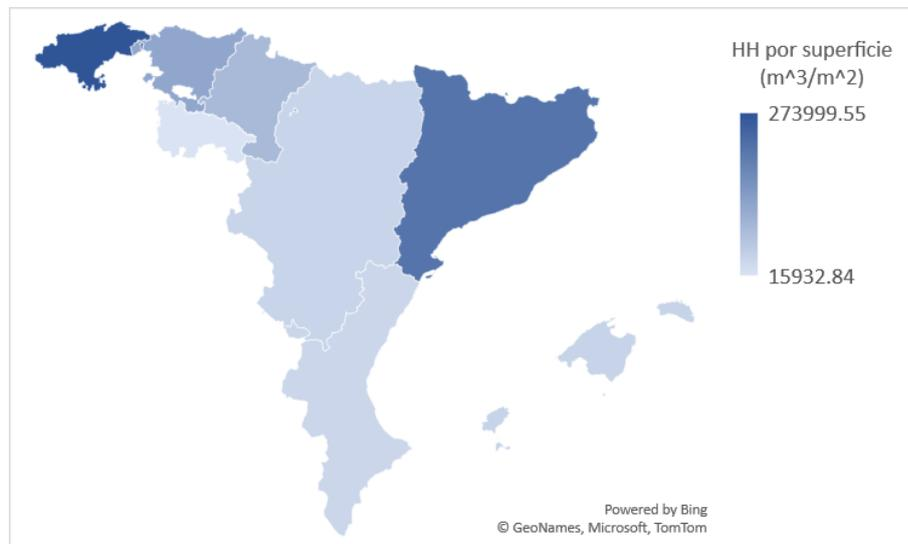 HH por superficie
(m^3/m^2)
273999.55
15932.84
Powered by Bing
© GeoNames, Microsoft, TomTom